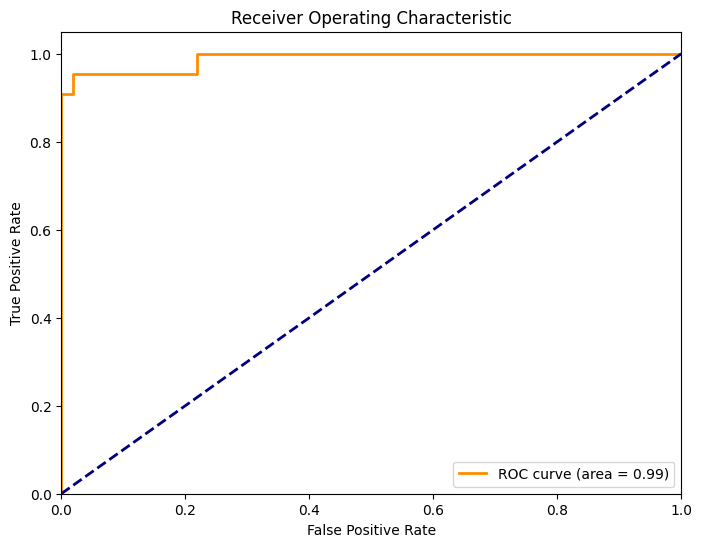 Receiver Operating Characteristic
True Positive Rate
1.0
0.8
0.6
0.4
0.2
0.0
0.0 0.2 0.4 0.6 0.8 1.0
False Positive Rate
ROC curve (area = 0.99)